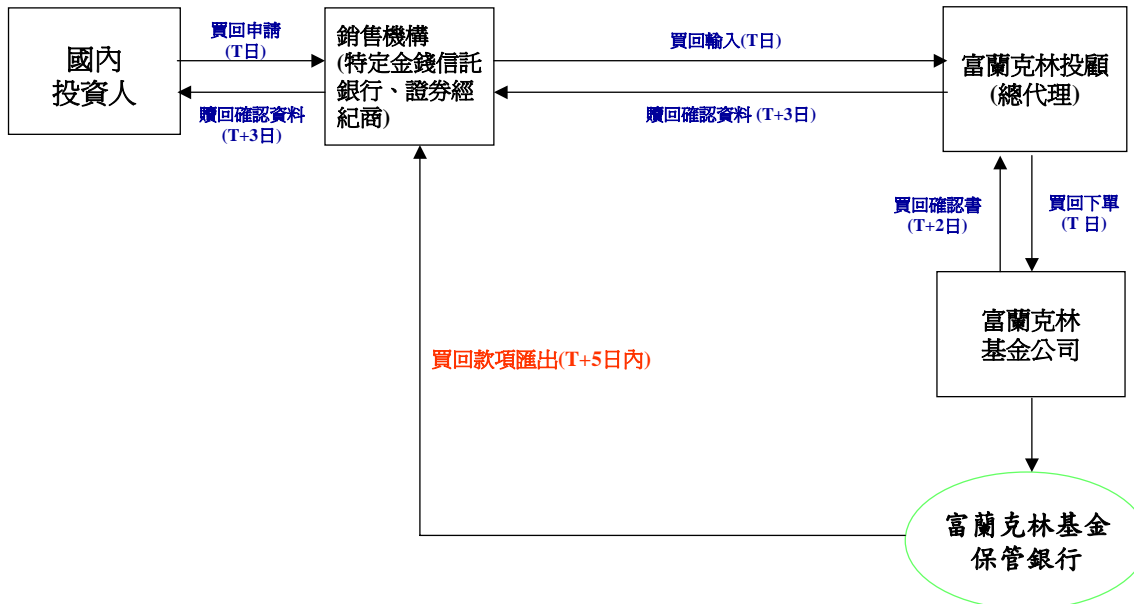 國內
投資人
買回申請
(T日)
贖回確認資料
(T+3日)
銷售機構
(特定金錢信託
銀行、證券經
紀商)
買回輸入(T日)
贖回確認資料 (T+3日)
富蘭克林投顧
(總代理)
買回確認書
(T+2日)
買回下單
(T 日)
富蘭克林
基金公司
買回款項匯出(T+5日內)
富蘭克林基金
保管銀行